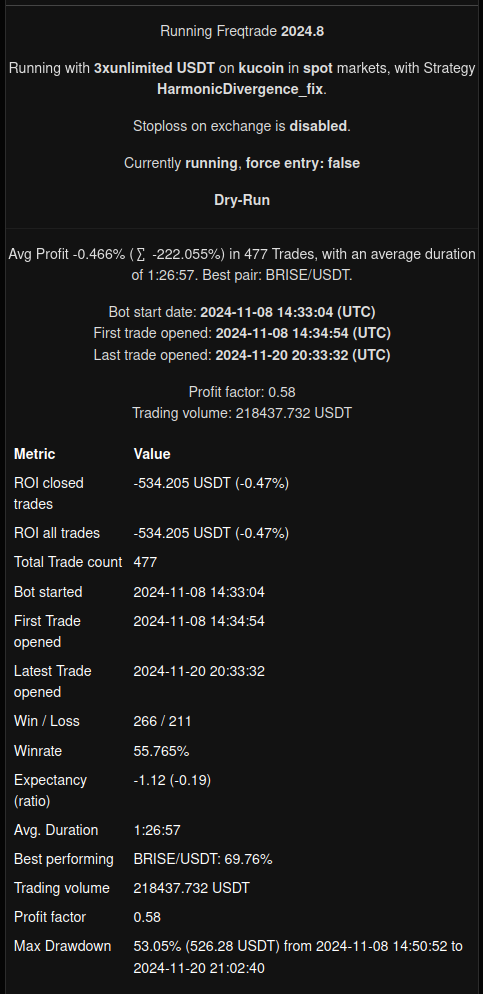 Running Freqtrade 2024.8
Running with 3xunlimited USDT on kucoin in spot markets, with Strategy
HarmonicDivergence_fix.
Stoploss on exchange is disabled.
Currently running, force entry: false
Dry-Run
Avg Profit -0.466% (∑ -222.055%) in 477 Trades, with an average duration
of 1:26:57. Best pair: BRISE/USDT.
Bot start date: 2024-11-08 14:33:04 (UTC)
First trade opened: 2024-11-08 14:34:54 (UTC)
Last trade opened: 2024-11-20 20:33:32 (UTC)
Profit factor: 0.58
Trading volume: 218437.732 USDT
Metric Value
ROI closed -534.205 USDT (-0.47%)
trades
ROI all trades -534.205 USDT (-0.47%)
Total Trade count 477
Bot started 2024-11-08 14:33:04
First Trade 2024-11-08 14:34:54
opened
Latest Trade 2024-11-20 20:33:32
opened
Win / Loss 266 / 211
Winrate 55.765%
Expectancy -1.12 (-0.19)
(ratio)
Avg. Duration 1:26:57
Best performing BRISE/USDT: 69.76%
Trading volume 218437.732 USDT
Profit factor 0.58
Max Drawdown 53.05% (526.28 USDT) from 2024-11-08 14:50:52 to
2024-11-20 21:02:40